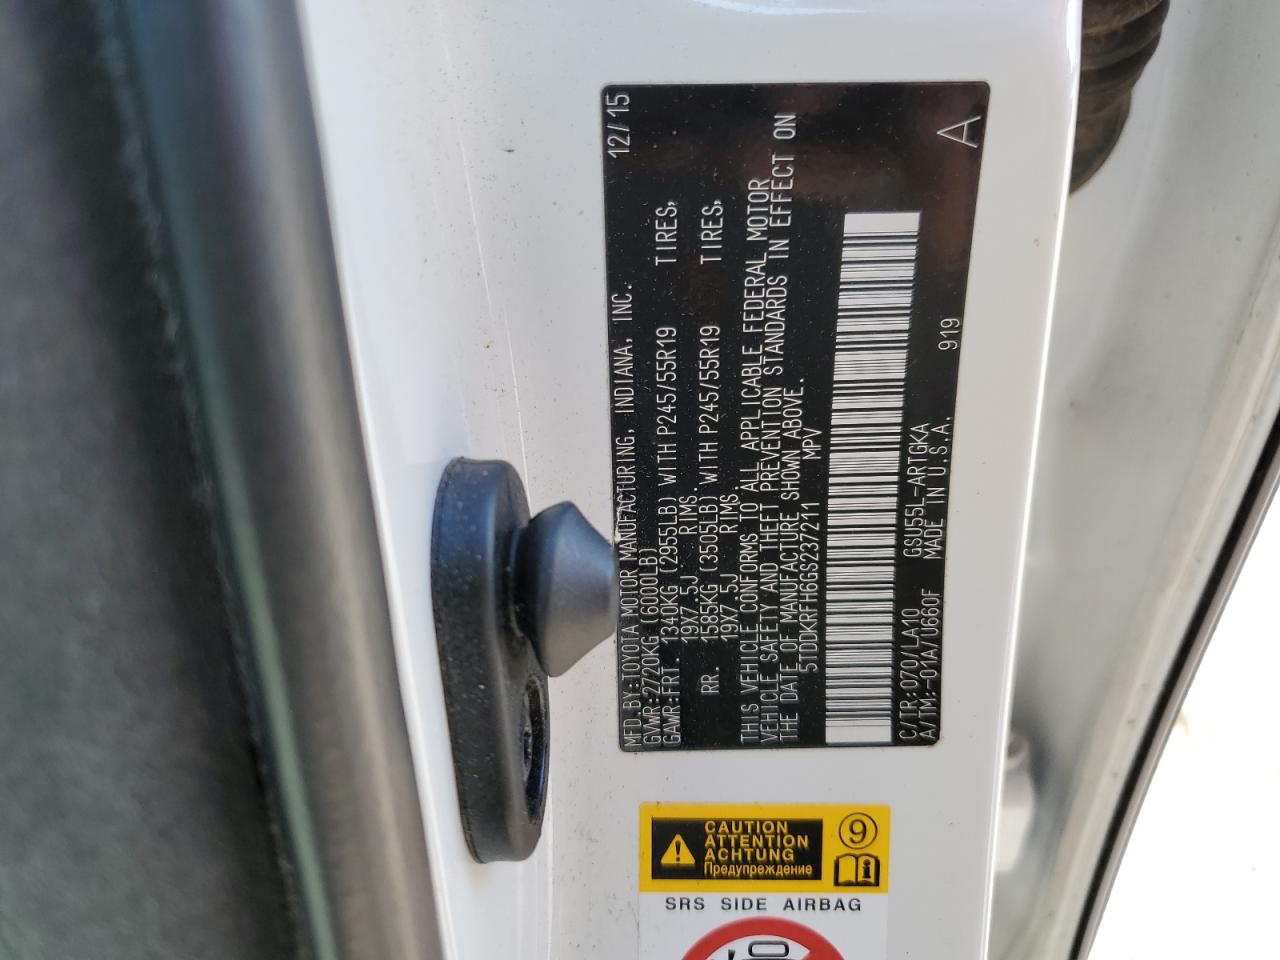 MFD.BY:TOYOTA MOTOR MANUFACTURING, INDIANA, INC. 12/15
GVWR:2720KG (6000LB)
GAWR:FRT. 1340KG (2955LB) WITH P245/55R19 TIRES,
19X7.5J RIMS.
RR. 1585KG (3505LB) WITH P245/55R19 TIRES,
19X7.5J RIMS.
THIS VEHICLE CONFORMS TO ALL APPLICABLE FEDERAL MOTOR
VEHICLE SAFETY AND THEFT PREVENTION STANDARDS IN EFFECT ON
THE DATE OF MANUFACTURE SHOWN ABOVE.
5TDDKRFH6GS237211 MPV
C/TR:070/LA10 GSU55L-ARTGKA
A/TM:-01A/U660F MADE IN U.S.A. 919 A
CAUTION
ATTENTION
ACHTUNG
Предупреждение
9
SRS SIDE AIRBAG